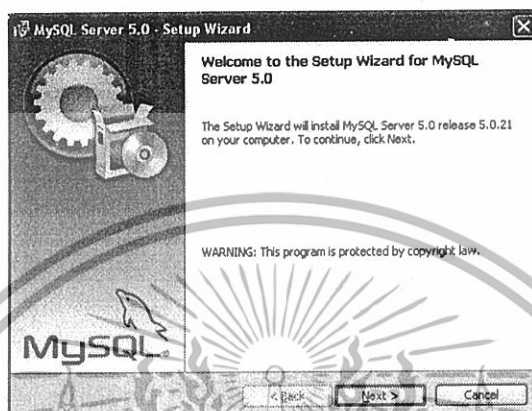 MySQL Server 5.0 - Setup Wizard
Welcome to the Setup Wizard for MySQL
Server 5.0
The Setup Wizard will install MySQL Server 5.0 release 5.0.21
on your computer. To continue, click Next.
WARNING: This program is protected by copyright law.
MySQL®
< Back
Next >
Cancel